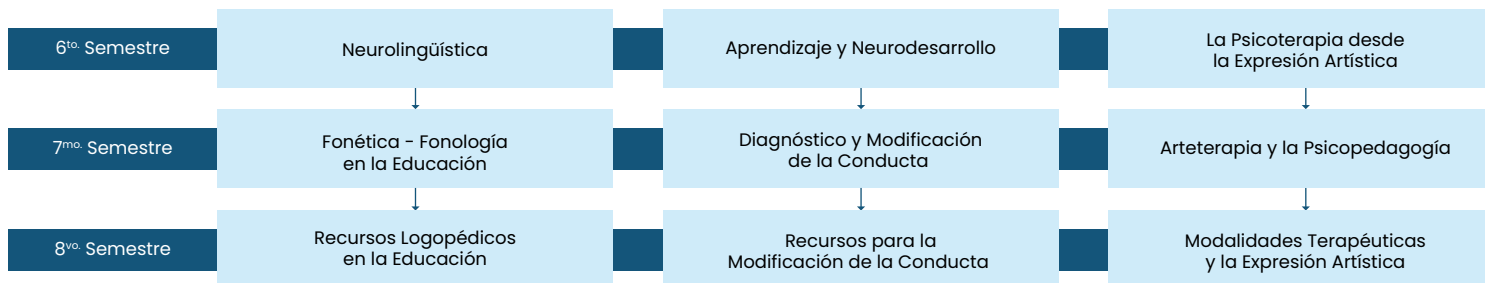 6to. Semestre
Neurolingüística
Aprendizaje y Neurodesarrollo
La Psicoterapia desde
la Expresión Artística
7mo. Semestre
Fonética - Fonología
en la Educación
Diagnóstico y Modificación
de la Conducta
Arteterapia y la Psicopedagogía
8vo. Semestre
Recursos Logopédicos
en la Educación
Recursos para la
Modificación de la Conducta
Modalidades Terapéuticas
y la Expresión Artística